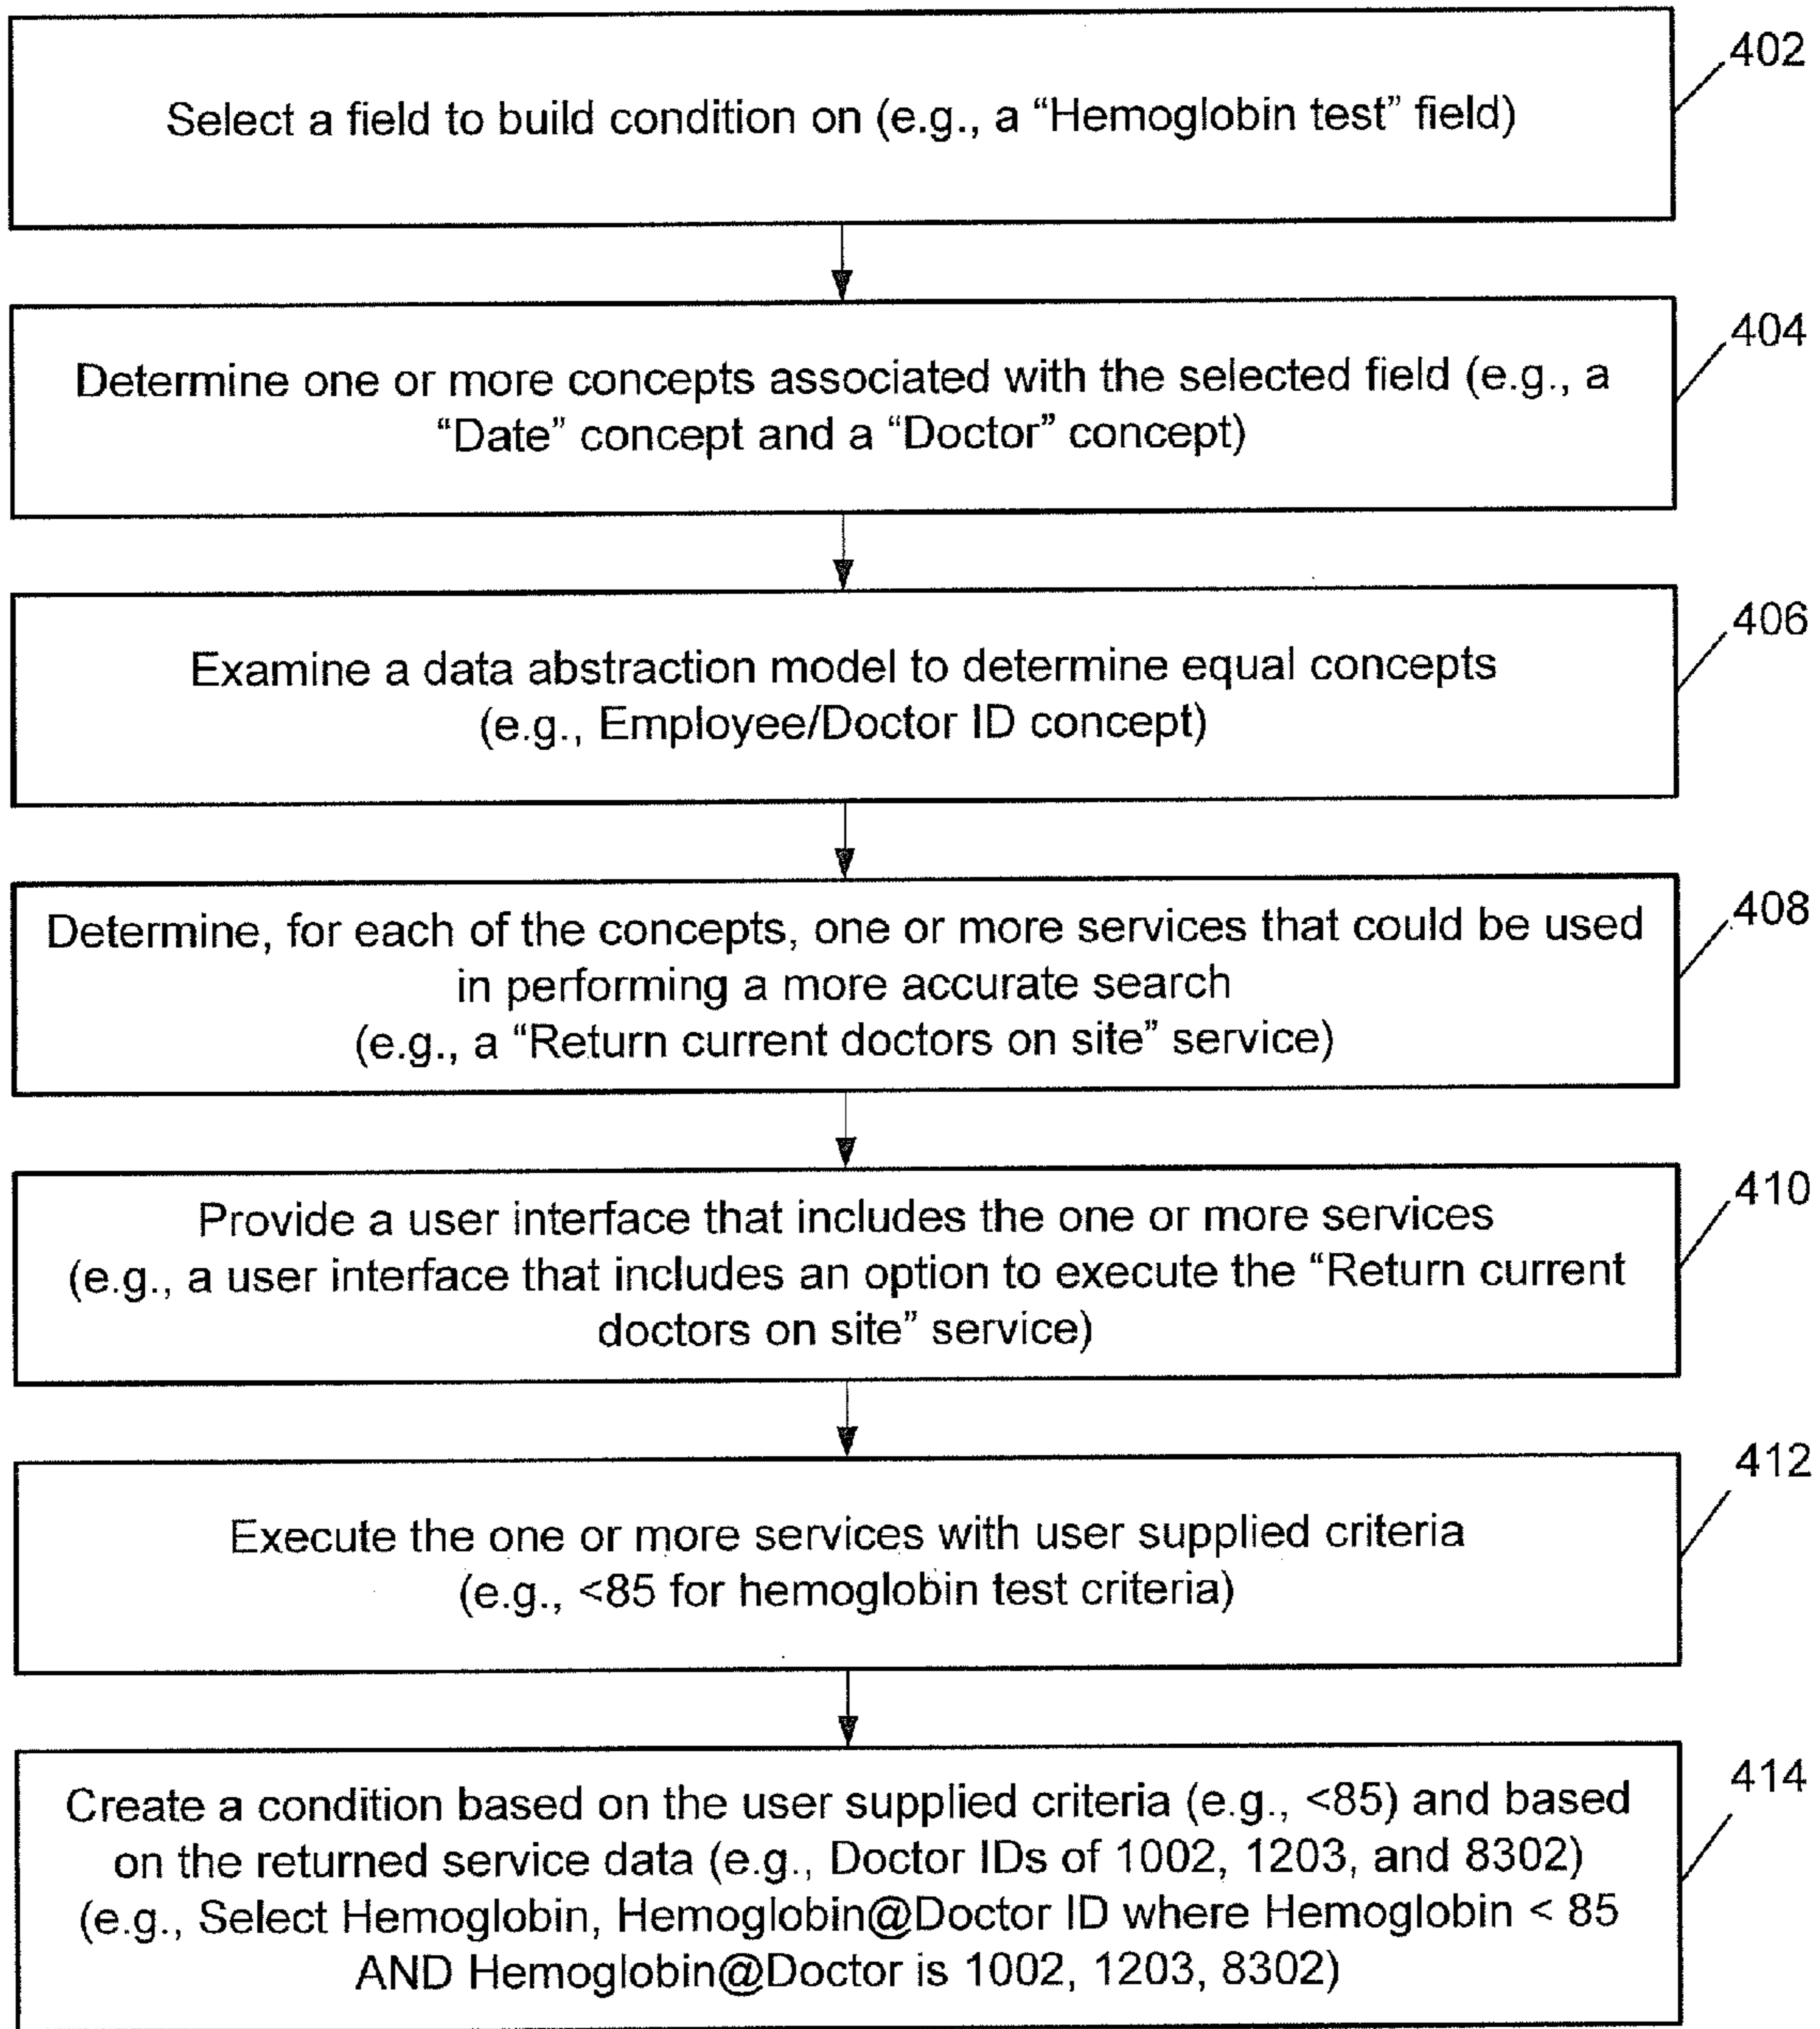 Select a field to build condition on (e.g., a “Hemoglobin test” field)
402
Determine one or more concepts associated with the selected field (e.g., a
“Date” concept and a “Doctor” concept)
404
Examine a data abstraction model to determine equal concepts
(e.g., Employee/Doctor ID concept)
406
Determine, for each of the concepts, one or more services that could be used
in performing a more accurate search
(e.g., a “Return current doctors on site” service)
408
Provide a user interface that includes the one or more services
(e.g., a user interface that includes an option to execute the “Return current
doctors on site” service)
410
Execute the one or more services with user supplied criteria
(e.g., <85 for hemoglobin test criteria)
412
Create a condition based on the user supplied criteria (e.g., <85) and based
on the returned service data (e.g., Doctor IDs of 1002, 1203, and 8302)
(e.g., Select Hemoglobin, Hemoglobin@Doctor ID where Hemoglobin < 85
AND Hemoglobin@Doctor is 1002, 1203, 8302)
414